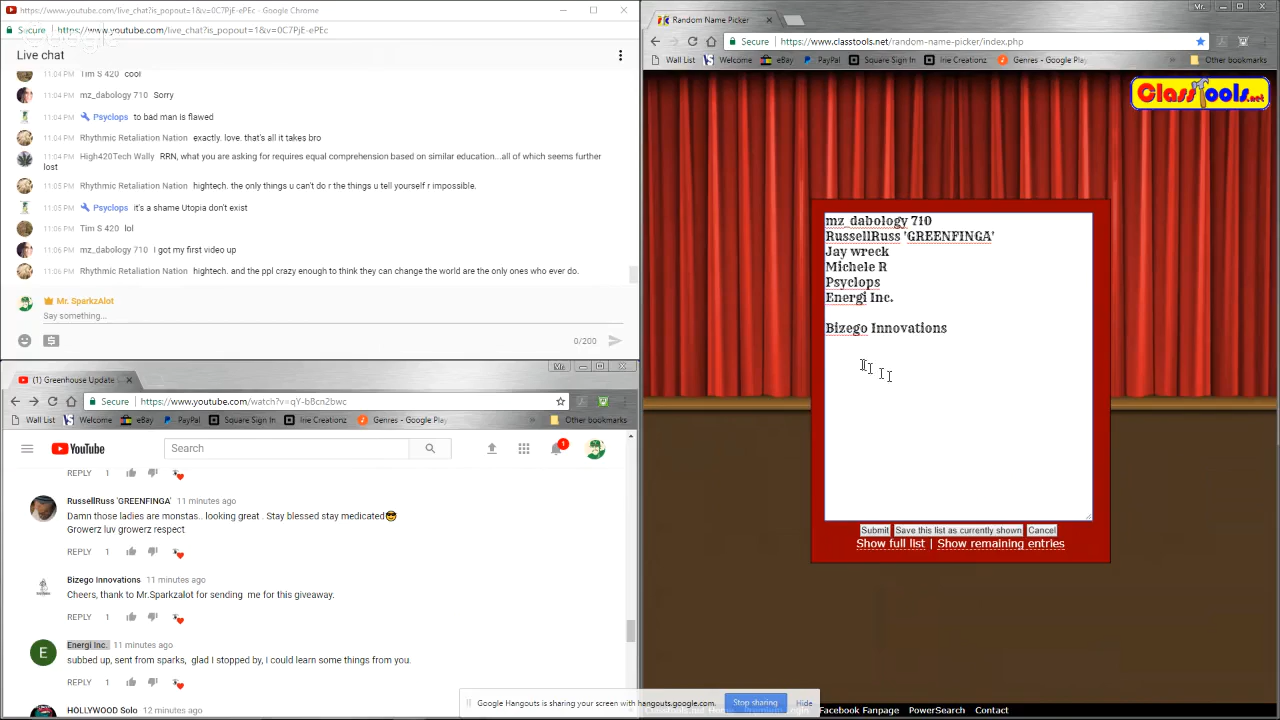 https://www.youtube.com/live_chat?is_popout=1&v=0C7PjE-ePEc - Google Chrome
Secure https://www.youtube.com/live_chat?is_popout=1&v=0C7PjE-ePEc
Live chat
11:04 PM Tim S 420 cool
11:04 PM mz_dabology 710 Sorry
11:04 PM Psyclops to bad man is flawed
11:04 PM Rhythmic Retaliation Nation exactly. love. that's all it takes bro
11:04 PM High420Tech Wally RRN, what you are asking for requires equal comprehension based on similar education...all of which seems further
lost
11:05 PM Rhythmic Retaliation Nation hightech. the only things u can't do r the things u tell yourself r impossible.
11:05 PM Psyclops it's a shame Utopia don't exist
11:06 PM Tim S 420 lol
11:06 PM mz_dabology 710 I got my first video up
11:06 PM Rhythmic Retaliation Nation hightech. and the ppl crazy enough to think they can change the world are the only ones who ever do.
Mr. SparkzAlot
Say something...
0/200
Mr.
(1) Greenhouse Update
Secure https://www.youtube.com/watch?v=qY-bBcn2bwc
Wall List Welcome eBay PayPal Square Sign In Irie Creationz Genres - Google Play Other bookmarks
YouTube Search 1
REPLY 1
RussellRuss 'GREENFINGA' 11 minutes ago
Damn those ladies are monstas.. looking great . Stay blessed stay medicated😎
Growerz luv growerz respect
REPLY 1
Bizego Innovations 11 minutes ago
Cheers, thank to Mr.Sparkzalot for sending me for this giveaway.
REPLY 1
E
Energi Inc. 11 minutes ago
subbed up, sent from sparks, glad I stopped by, I could learn some things from you.
REPLY 1
HOLLYWOOD Solo 12 minutes ago
Google Hangouts is sharing your screen with hangouts.google.com. Stop sharing Hide
Random Name Picker
Mr.
Secure https://www.classtools.net/random-name-picker/index.php
Wall List Welcome eBay PayPal Square Sign In Irie Creationz Genres - Google Play Other bookmarks
ClassTools.net
mz_dabology 710
RussellRuss 'GREENFINGA'
Jay wreck
Michele R
Psyclops
Energi Inc.
Bizego Innovations
Submit Save this list as currently shown Cancel
Show full list | Show remaining entries
Facebook Fanpage PowerSearch Contact